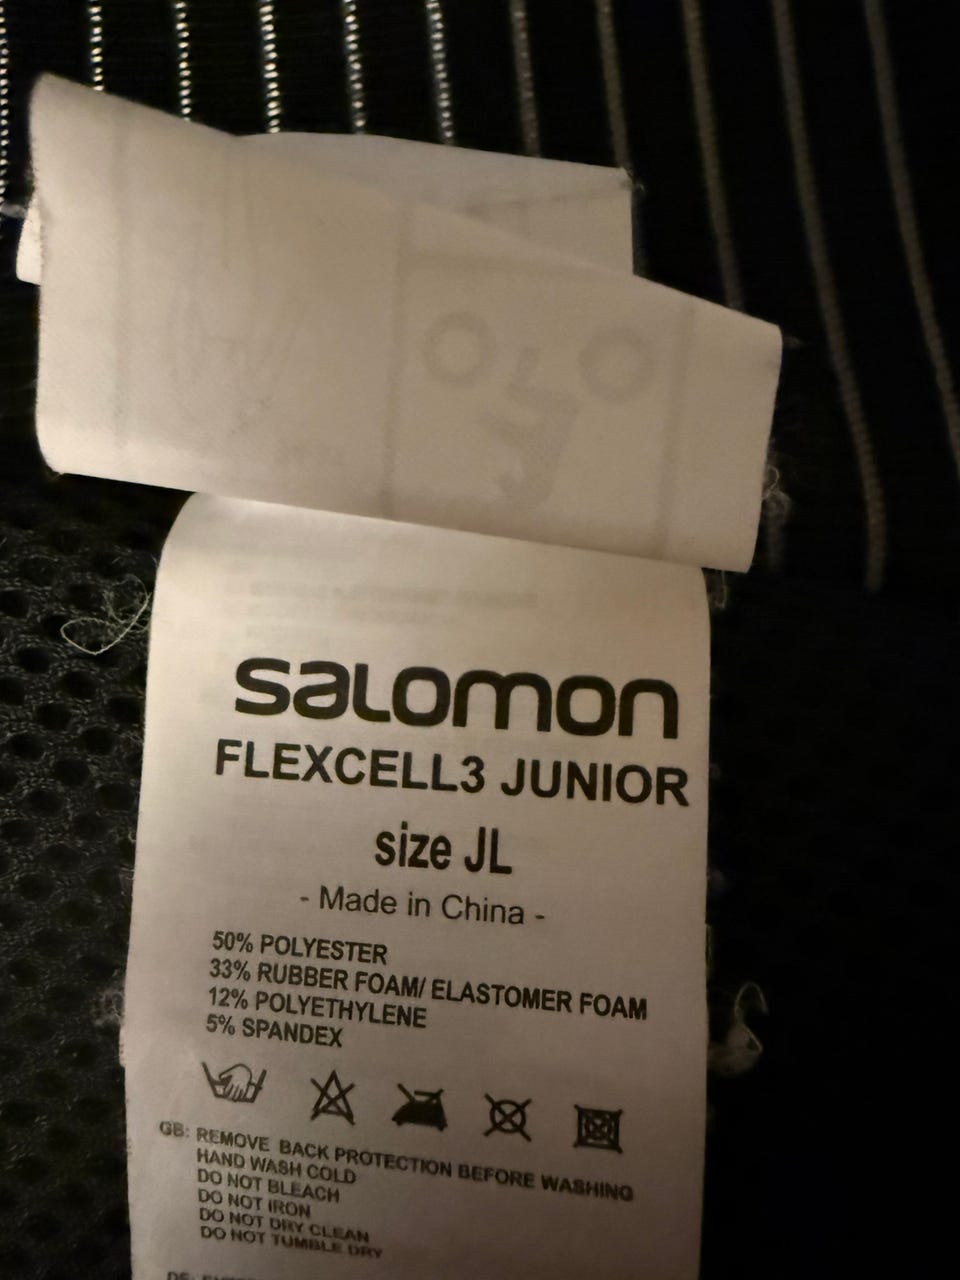 salomon
FLEXCELL3 JUNIOR
size JL
- Made in China -
50% POLYESTER
33% RUBBER FOAM/ ELASTOMER FOAM
12% POLYETHYLENE
5% SPANDEX
GB: REMOVE BACK PROTECTION BEFORE WASHING
HAND WASH COLD
DO NOT BLEACH
DO NOT IRON
DO NOT DRY CLEAN
DO NOT TUMBLE DRY